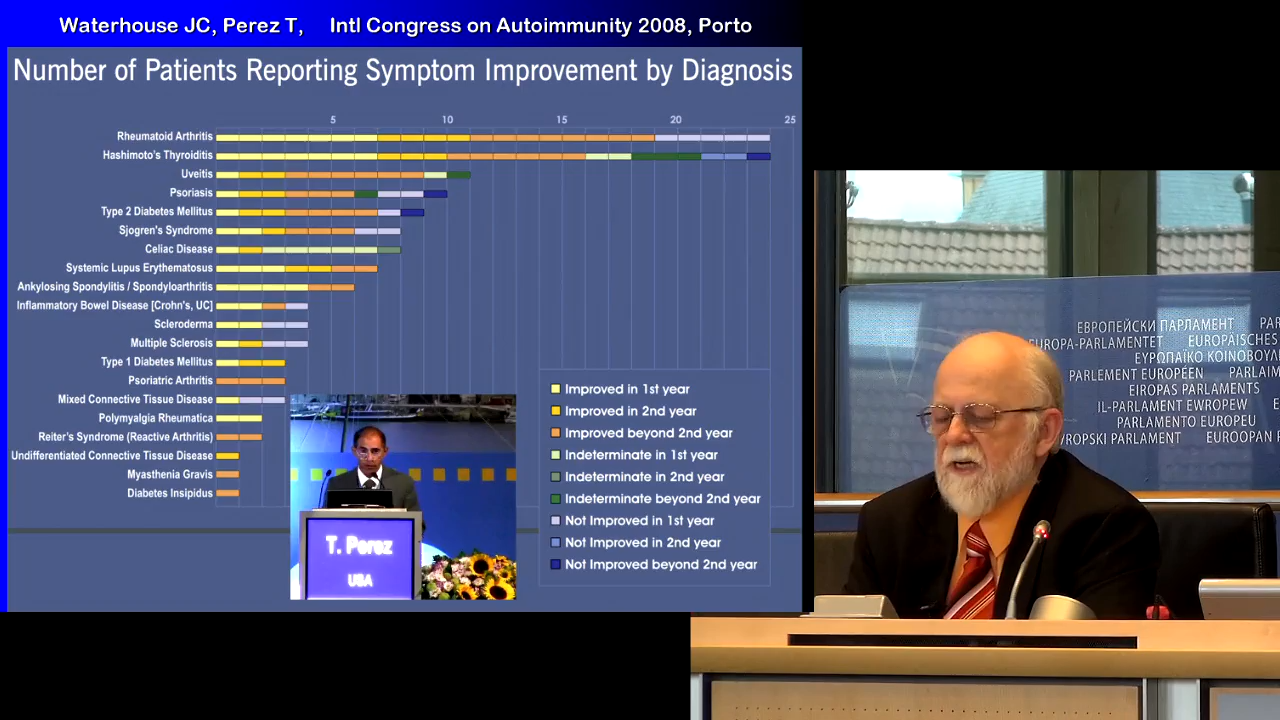 Waterhouse JC, Perez T, Intl Congress on Autoimmunity 2008, Porto
Number of Patients Reporting Symptom Improvement by Diagnosis
5 10 15 20 25
Rheumatoid Arthritis
Hashimoto's Thyroiditis
Uveitis
Psoriasis
Type 2 Diabetes Mellitus
Sjogren's Syndrome
Celiac Disease
Systemic Lupus Erythematosus
Ankylosing Spondylitis / Spondyloarthritis
Inflammatory Bowel Disease [Crohn's, UC]
Scleroderma
Multiple Sclerosis
Type 1 Diabetes Mellitus
Psoriatric Arthritis
Mixed Connective Tissue Disease
Polymyalgia Rheumatica
Reiter's Syndrome (Reactive Arthritis)
Undifferentiated Connective Tissue Disease
Myasthenia Gravis
Diabetes Insipidus
Improved in 1st year
Improved in 2nd year
Improved beyond 2nd year
Indeterminate in 1st year
Indeterminate in 2nd year
Indeterminate beyond 2nd year
Not Improved in 1st year
Not Improved in 2nd year
Not Improved beyond 2nd year
T. Perez
USA
ЕВРОПЕЙСКИ ПАРЛАМЕНТ
EUROPA-PARLAMENTET EUROPÄISCHES
ΕΥΡΩΠΑΪΚΟ ΚΟΙΝΟΒΟΥΛ
PARLEMENT EUROPÉEN PARLAM
EIROPAS PARLAMENTS
IL-PARLAMENT EWROPEW
PARLAMENTO EUROPEU
VROPSKI PARLAMENT EUROOPAN